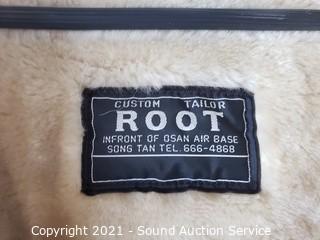 CUSTOM TAILOR
ROOT
INFRONT OF OSAN AIR BASE
SONG TAN TEL. 666-4868
Copyright 2021 - Sound Auction Service